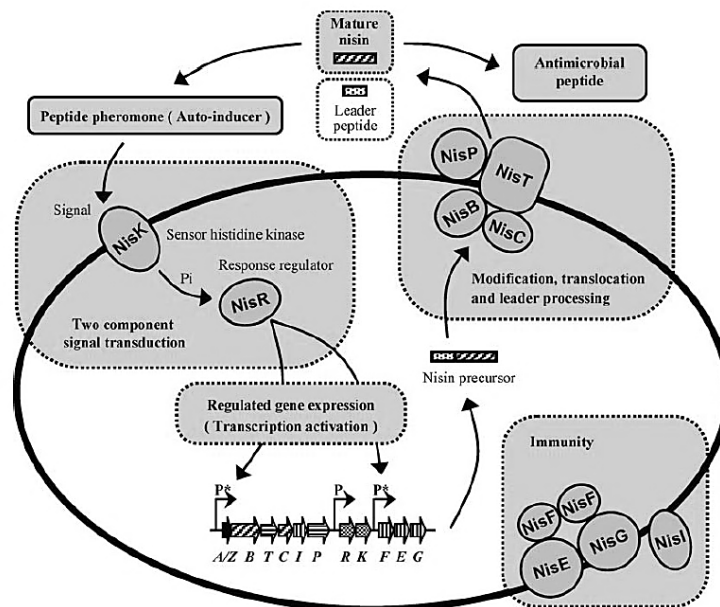 Mature
nisin
Leader
peptide
Antimicrobial
peptide
Peptide pheromone ( Auto-inducer )
Signal
NisK
Sensor histidine kinase
Pi
Response regulator
NisR
Two component
signal transduction
NisP
NisT
NisB
NisC
Modification, translocation
and leader processing
Nisin precursor
Regulated gene expression
( Transcription activation )
P* P P*
A/Z B T C I P R K F E G
Immunity
NisF
NisF
NisE
NisG
NisI